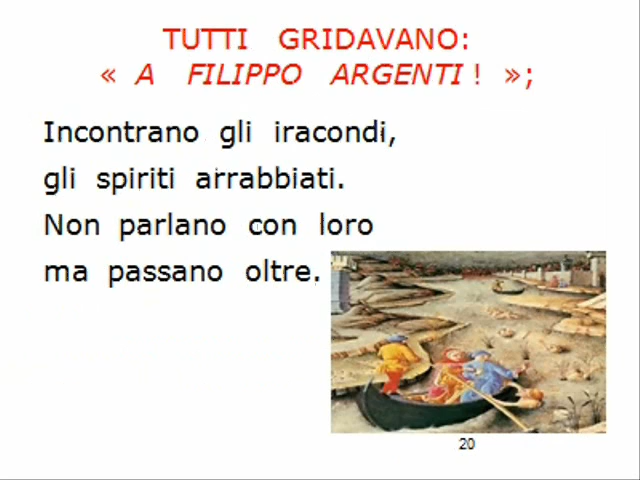 TUTTI GRIDAVANO:
« A FILIPPO ARGENTI ! »;
Incontrano gli iracondi,
gli spiriti arrabbiati.
Non parlano con loro
ma passano oltre.
20